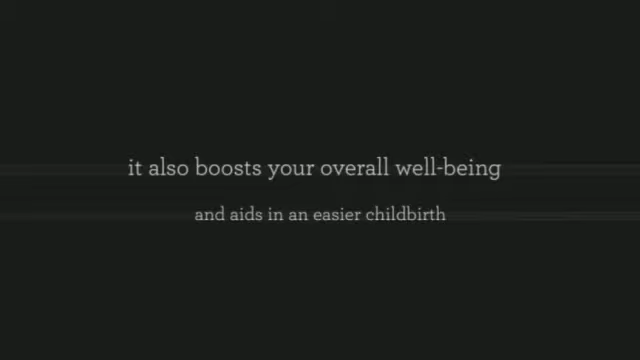 it also boosts your overall well-being
and aids in an easier childbirth